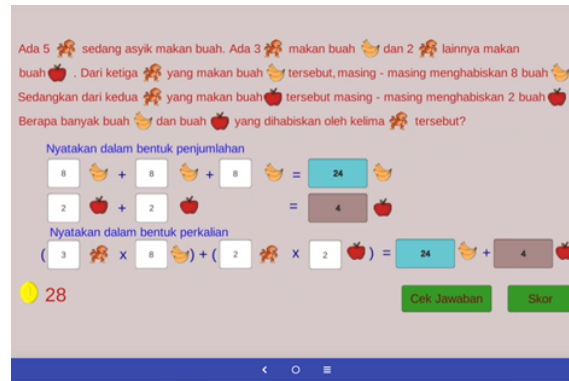 Ada 5 sedang asyik makan buah. Ada 3 makan buah dan 2 lainnya makan
buah . Dari ketiga yang makan buah tersebut, masing - masing menghabiskan 8 buah
Sedangkan dari kedua yang makan buah tersebut masing - masing menghabiskan 2 buah
Berapa banyak buah dan buah yang dihabiskan oleh kelima tersebut?
Nyatakan dalam bentuk penjumlahan
8 + 8 + 8 = 24
2 + 2 = 4
Nyatakan dalam bentuk perkalian
( 3 x 8 ) + ( 2 x 2 ) = 24 + 4
28
Cek Jawaban
Skor